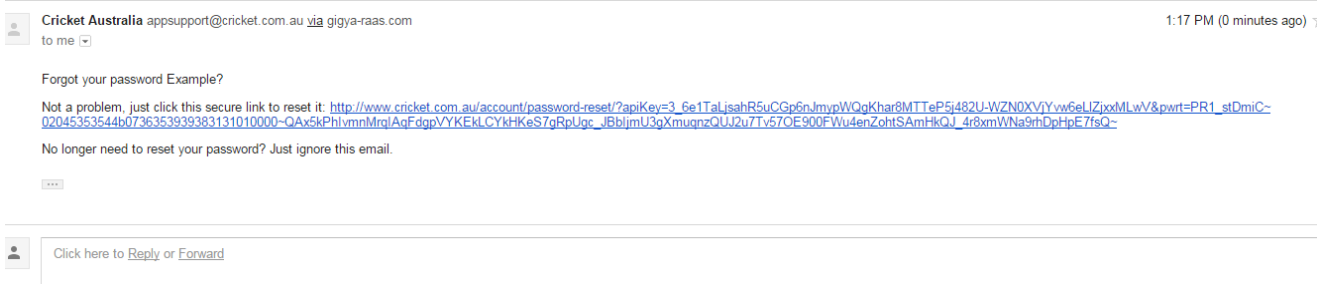 Cricket Australia appsupport@cricket.com.au via gigya-raas.com 1:17 PM (0 minutes ago)
to me
Forgot your password Example?
Not a problem, just click this secure link to reset it: http://www.cricket.com.au/account/password-reset/?apiKey=3_6e1TaLjsahR5uCGp6nJmypWQgKhar8MTTeP5j482U-WZN0XVjYvw6eLIZjxxMLwV&pwrt=PR1_stDmiC~
02045353544b0736353939383131010000~QAx5kPhIvmnMrqIAqFdgpVYKEkLCYkHKeS7gRpUgc_JBbIjmU3gXmuqnzQUJ2u7Tv57OE900FWu4enZohtSAmHkQJ_4r8xmWNa9rhDpHpE7fsQ~
No longer need to reset your password? Just ignore this email.
Click here to Reply or Forward